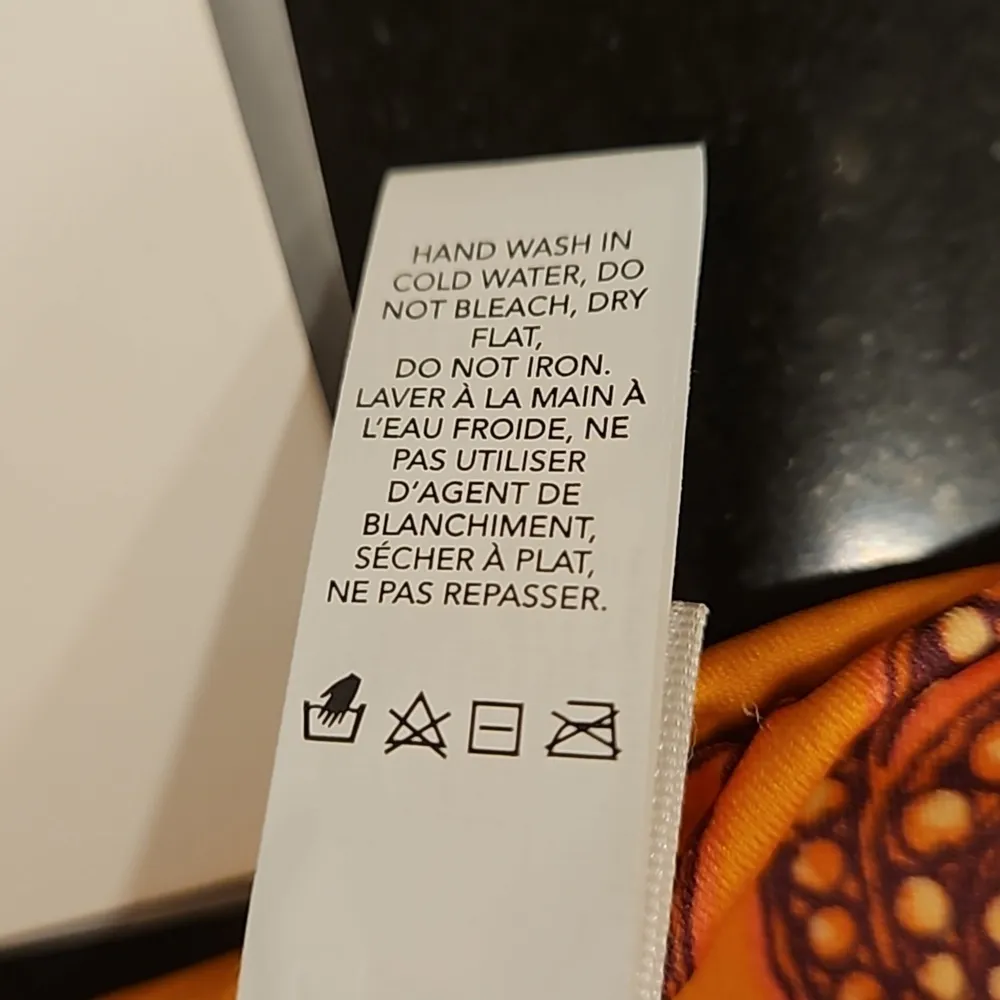 HAND WASH IN
COLD WATER, DO
NOT BLEACH, DRY
FLAT,
DO NOT IRON.
LAVER À LA MAIN À
L'EAU FROIDE, NE
PAS UTILISER
D'AGENT DE
BLANCHIMENT,
SÉCHER À PLAT,
NE PAS REPASSER.